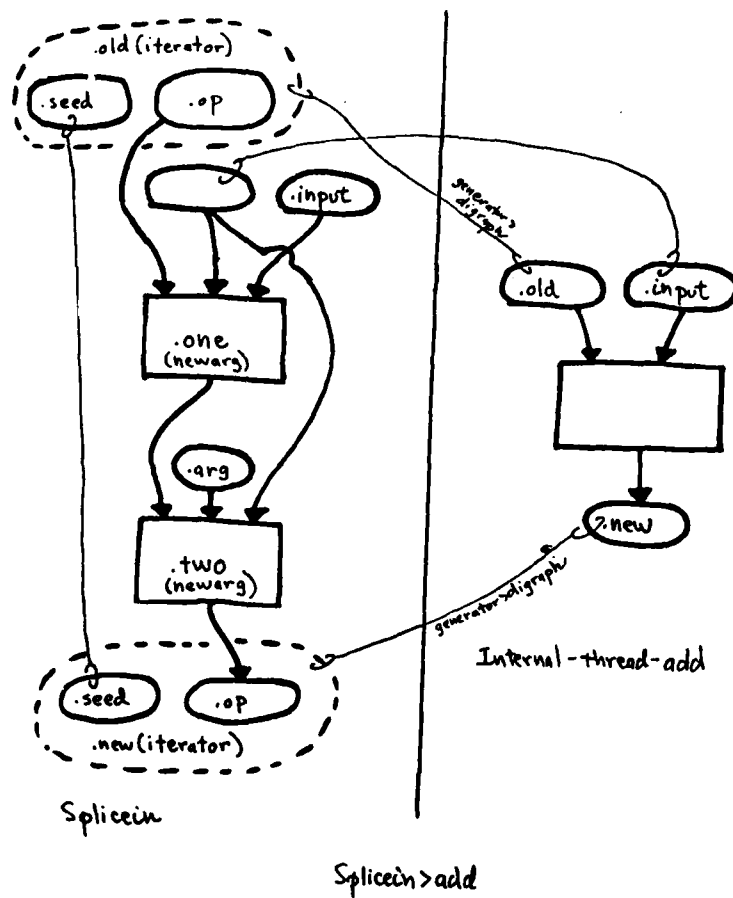 .old (iterator)
.seed
.op
.input
generator>
digraph
.old
.input
.one
(newarg)
.arg
.new
.two
(newarg)
generator>digraph
Internal-thread-add
.seed
.op
.new (iterator)
Splicein
Splicein>add